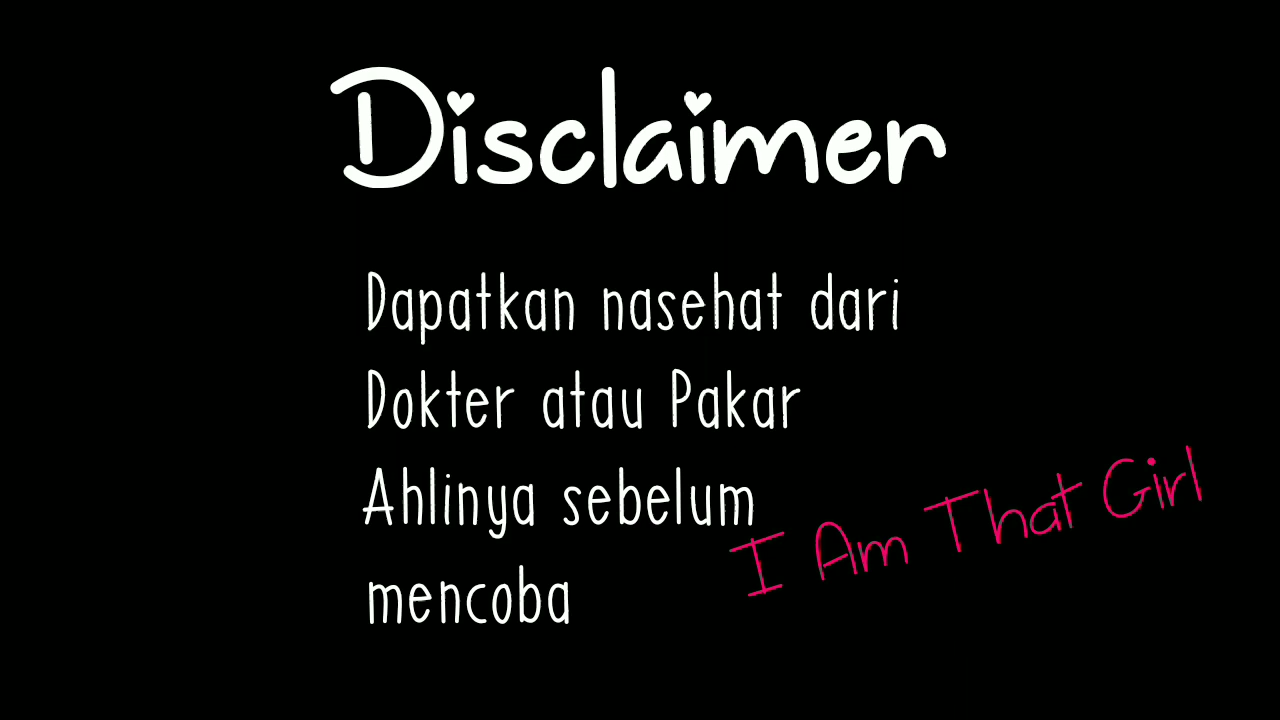 Disclaimer
Dapatkan nasehat dari
Dokter atau Pakar
Ahlinya sebelum
mencoba
I Am That Girl